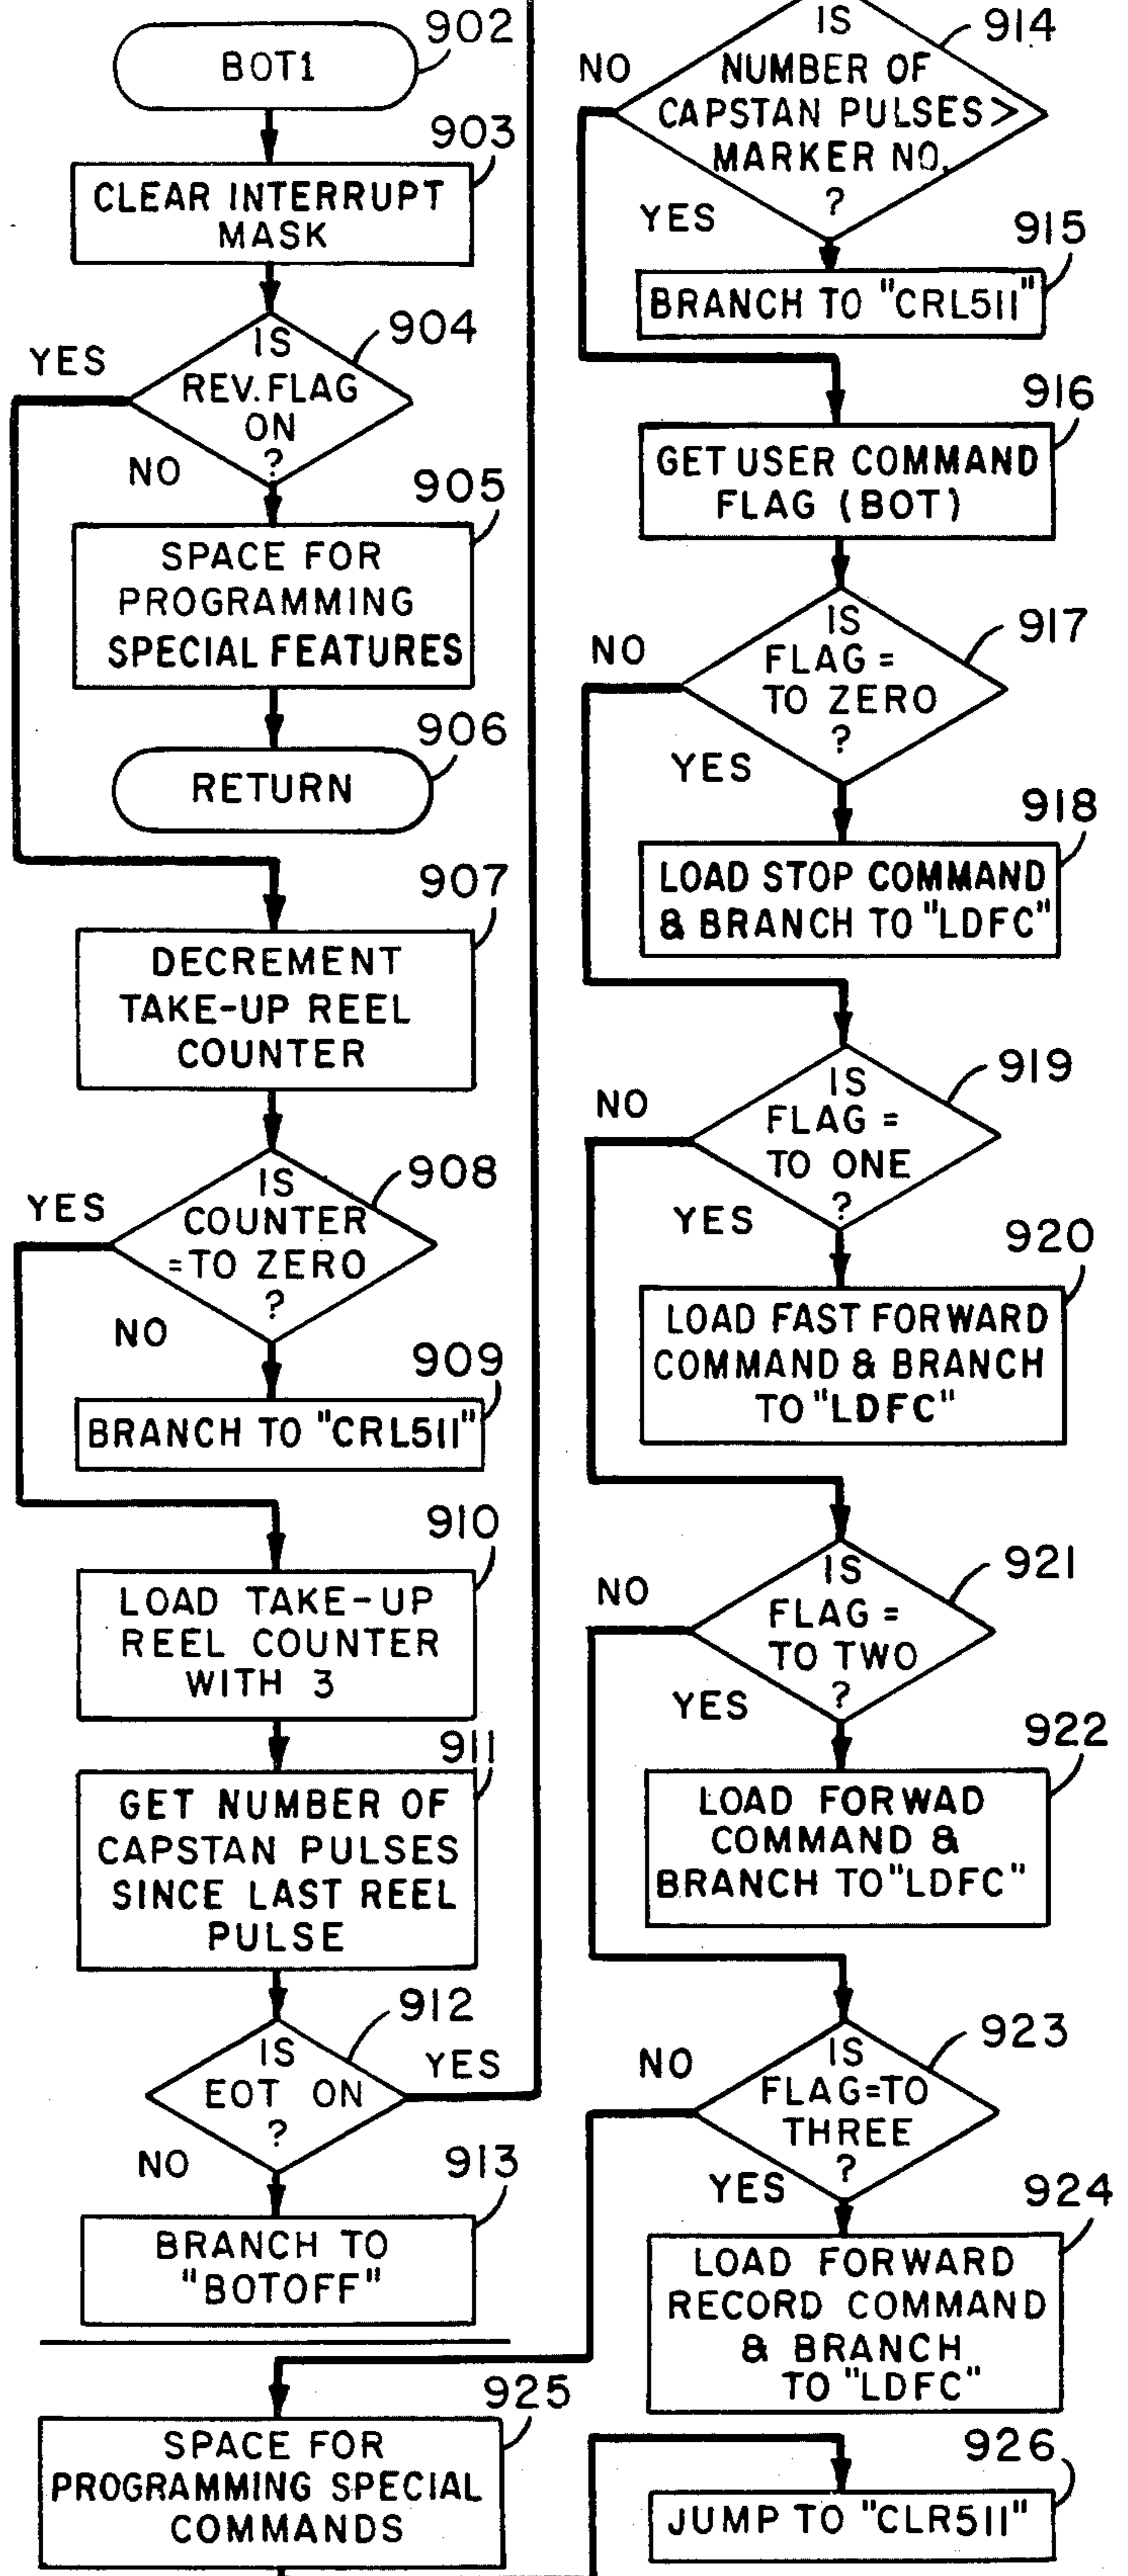 902
BOT1
903
CLEAR INTERRUPT
MASK
904
YES
IS
REV. FLAG
ON
?
NO
905
SPACE FOR
PROGRAMMING
SPECIAL FEATURES
906
RETURN
907
DECREMENT
TAKE-UP REEL
COUNTER
908
YES
IS
COUNTER
=TO ZERO
?
NO
909
BRANCH TO "CRL511"
910
LOAD TAKE-UP
REEL COUNTER
WITH 3
911
GET NUMBER OF
CAPSTAN PULSES
SINCE LAST REEL
PULSE
912
IS
EOT ON
?
YES
NO
913
BRANCH TO
"BOTOFF"
914
NO
IS
NUMBER OF
CAPSTAN PULSES >
MARKER NO.
?
YES
915
BRANCH TO "CRL511"
916
GET USER COMMAND
FLAG (BOT)
917
NO
IS
FLAG =
TO ZERO
?
YES
918
LOAD STOP COMMAND
& BRANCH TO "LDFC"
919
NO
IS
FLAG =
TO ONE
?
YES
920
LOAD FAST FORWARD
COMMAND & BRANCH
TO "LDFC"
921
NO
IS
FLAG =
TO TWO
?
YES
922
LOAD FORWAD
COMMAND &
BRANCH TO "LDFC"
923
NO
IS
FLAG=TO
THREE
?
YES
924
LOAD FORWARD
RECORD COMMAND
& BRANCH
TO "LDFC"
925
SPACE FOR
PROGRAMMING SPECIAL
COMMANDS
926
JUMP TO "CLR511"